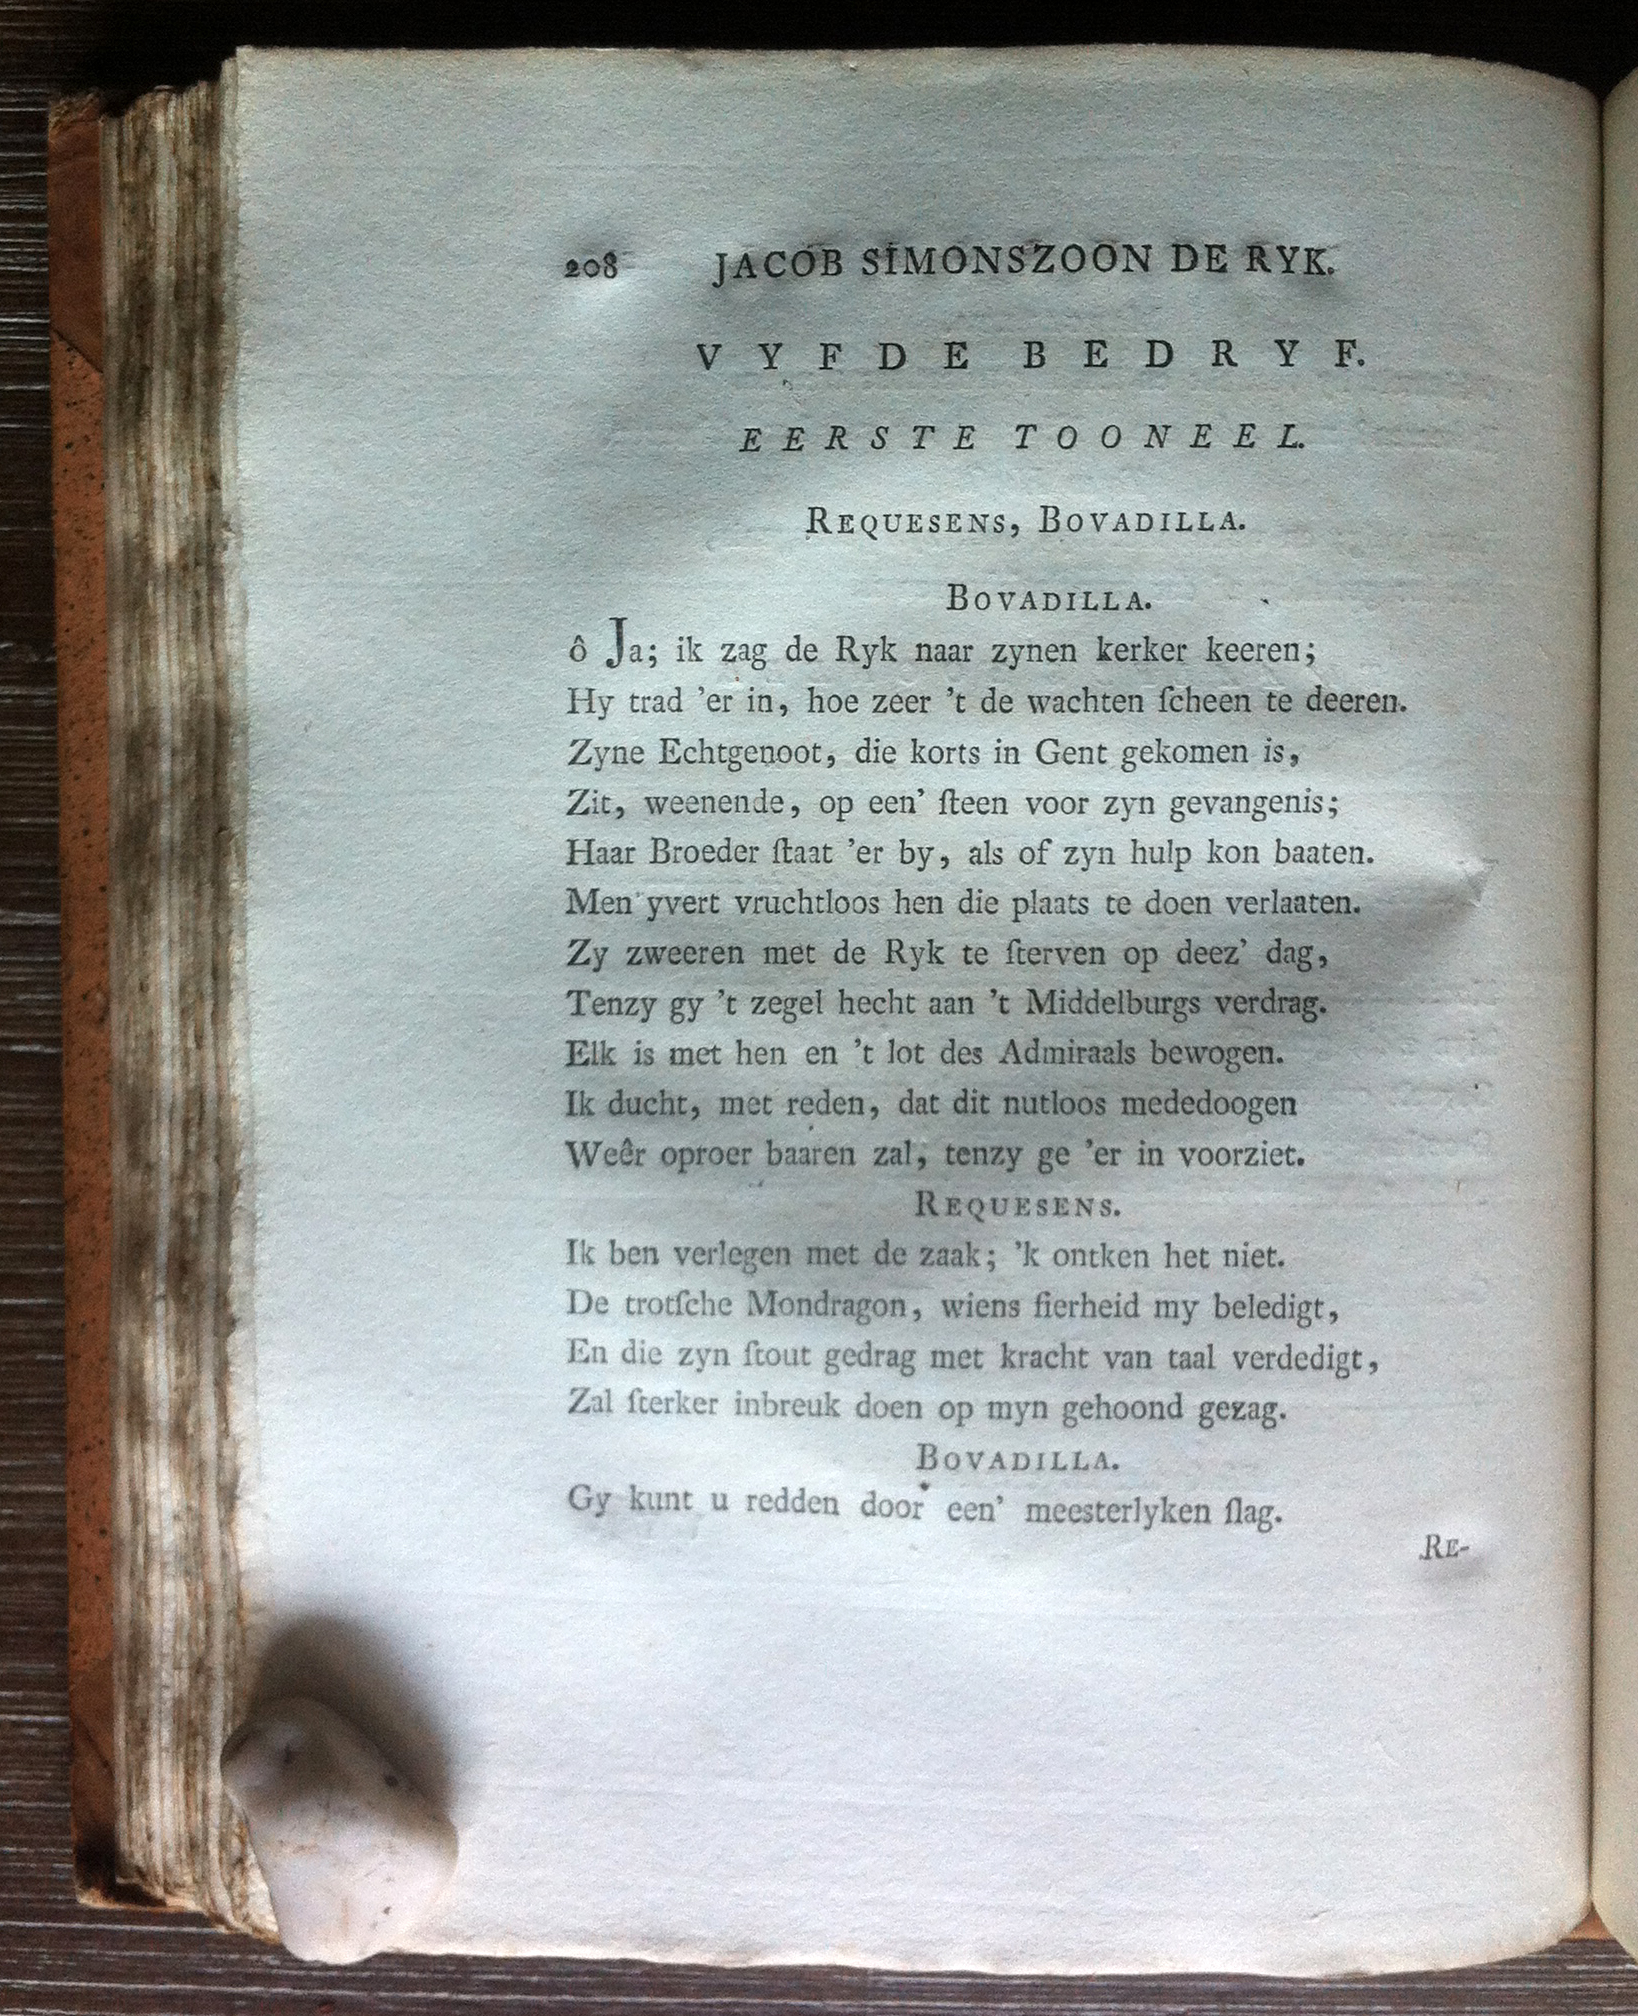 208 JACOB SIMONSZOON DE RYK.
VYFDE BEDRYF.
EERSTE TOONEEL.
REQUESENS, BOVADILLA.
BOVADILLA.
ô Ja; ik zag de Ryk naar zynen kerker keeren;
Hy trad 'er in, hoe zeer 't de wachten ſcheen te deeren.
Zyne Echtgenoot, die korts in Gent gekomen is,
Zit, weenende, op een' ſteen voor zyn gevangenis;
Haar Broeder ſtaat 'er by, als of zyn hulp kon baaten.
Men yvert vruchtloos hen die plaats te doen verlaaten.
Zy zweeren met de Ryk te ſterven op deez' dag,
Tenzy gy 't zegel hecht aan 't Middelburgs verdrag.
Elk is met hen en 't lot des Admiraals bewogen.
Ik ducht, met reden, dat dit nutloos mededoogen
Weêr oproer baaren zal, tenzy ge 'er in voorziet.
REQUESENS.
Ik ben verlegen met de zaak; 'k ontken het niet.
De trotſche Mondragon, wiens fierheid my beledigt,
En die zyn ſtout gedrag met kracht van taal verdedigt,
Zal ſterker inbreuk doen op myn gehoond gezag.
BOVADILLA.
Gy kunt u redden door een' meesterlyken ſlag.
RE-